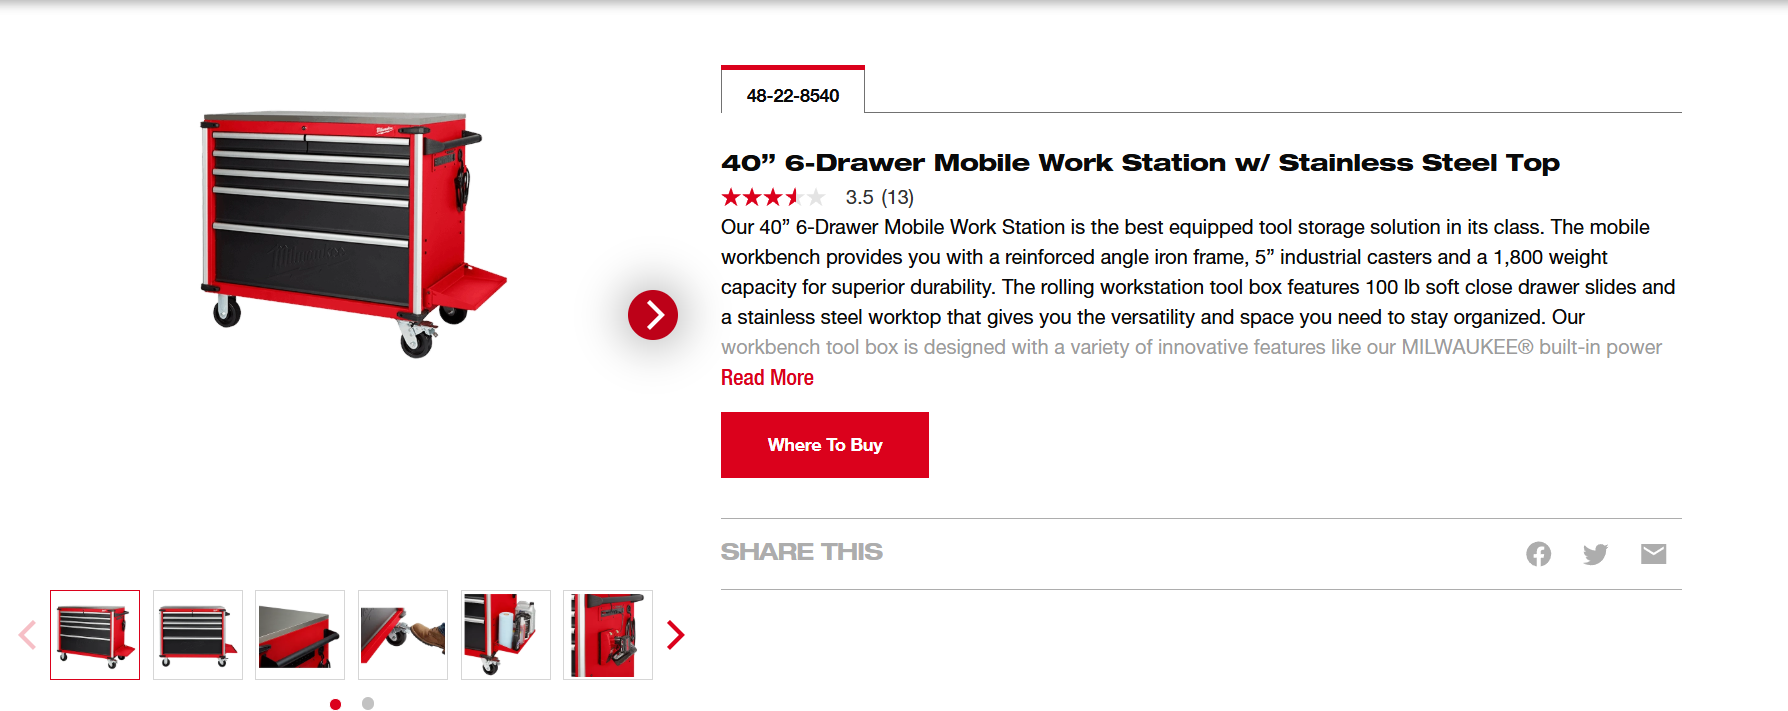 48-22-8540
40” 6-Drawer Mobile Work Station w/ Stainless Steel Top
3.5 (13)
Our 40” 6-Drawer Mobile Work Station is the best equipped tool storage solution in its class. The mobile
workbench provides you with a reinforced angle iron frame, 5” industrial casters and a 1,800 weight
capacity for superior durability. The rolling workstation tool box features 100 lb soft close drawer slides and
a stainless steel worktop that gives you the versatility and space you need to stay organized. Our
workbench tool box is designed with a variety of innovative features like our MILWAUKEE® built-in power
Read More
Where To Buy
SHARE THIS
Milwaukee
Milwaukee